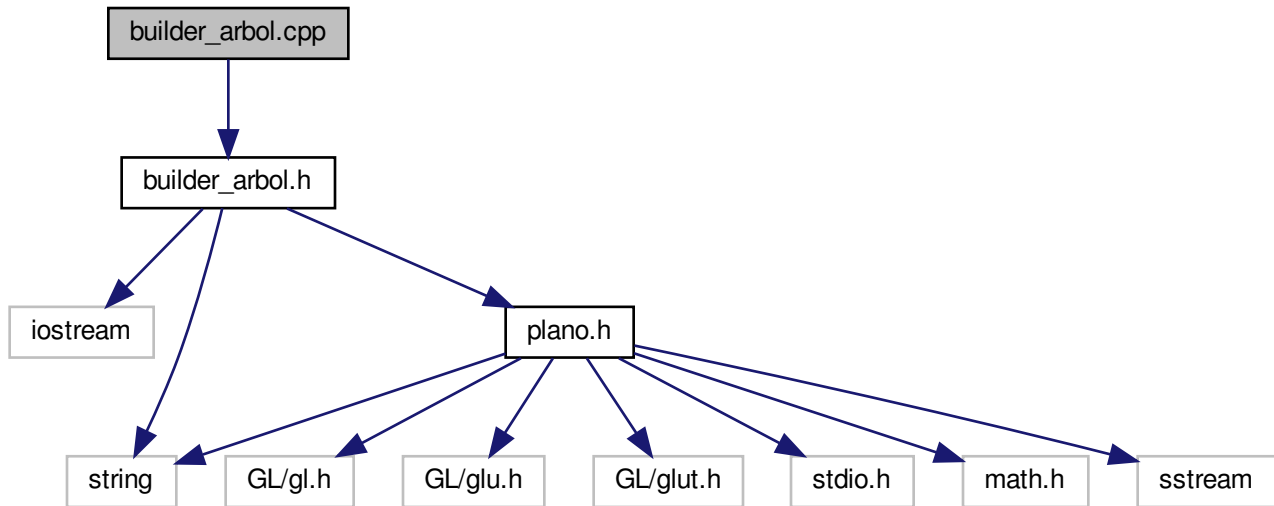 builder_arbol.cpp
builder_arbol.h
iostream
plano.h
string
GL/gl.h
GL/glu.h
GL/glut.h
stdio.h
math.h
sstream